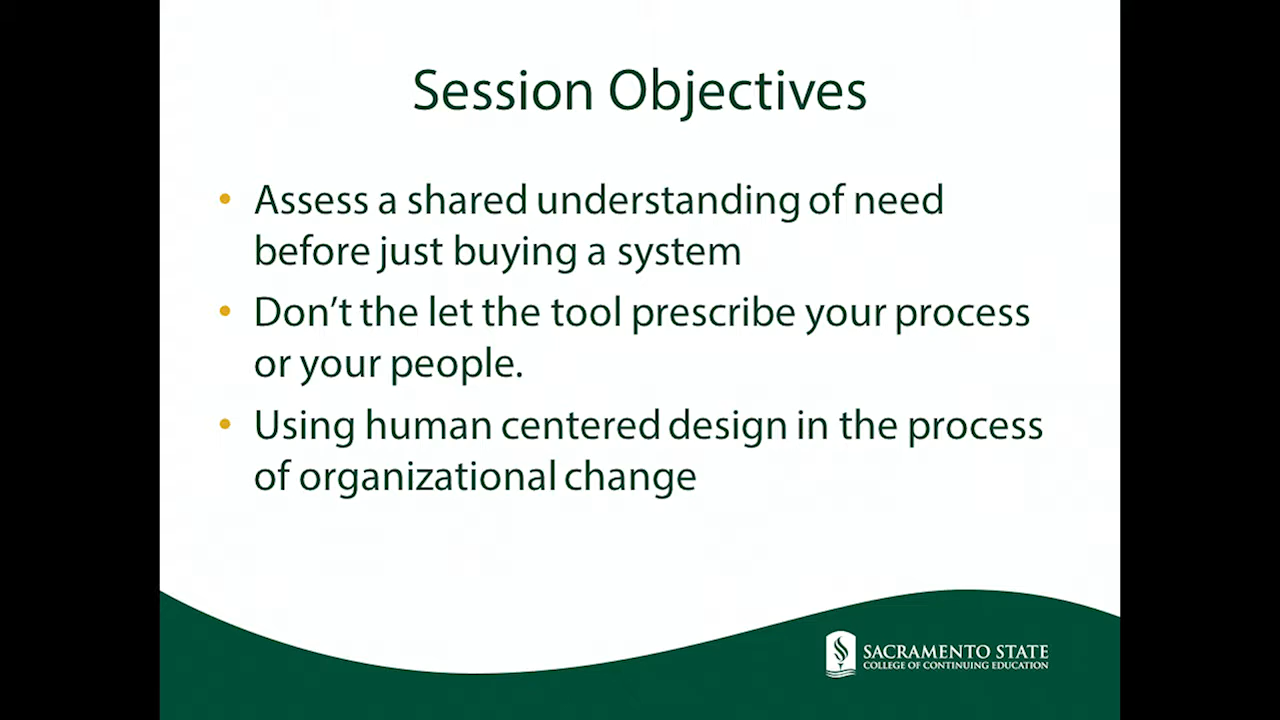 Session Objectives
• Assess a shared understanding of need
before just buying a system
• Don’t the let the tool prescribe your process
or your people.
• Using human centered design in the process
of organizational change
SACRAMENTO STATE
COLLEGE OF CONTINUING EDUCATION